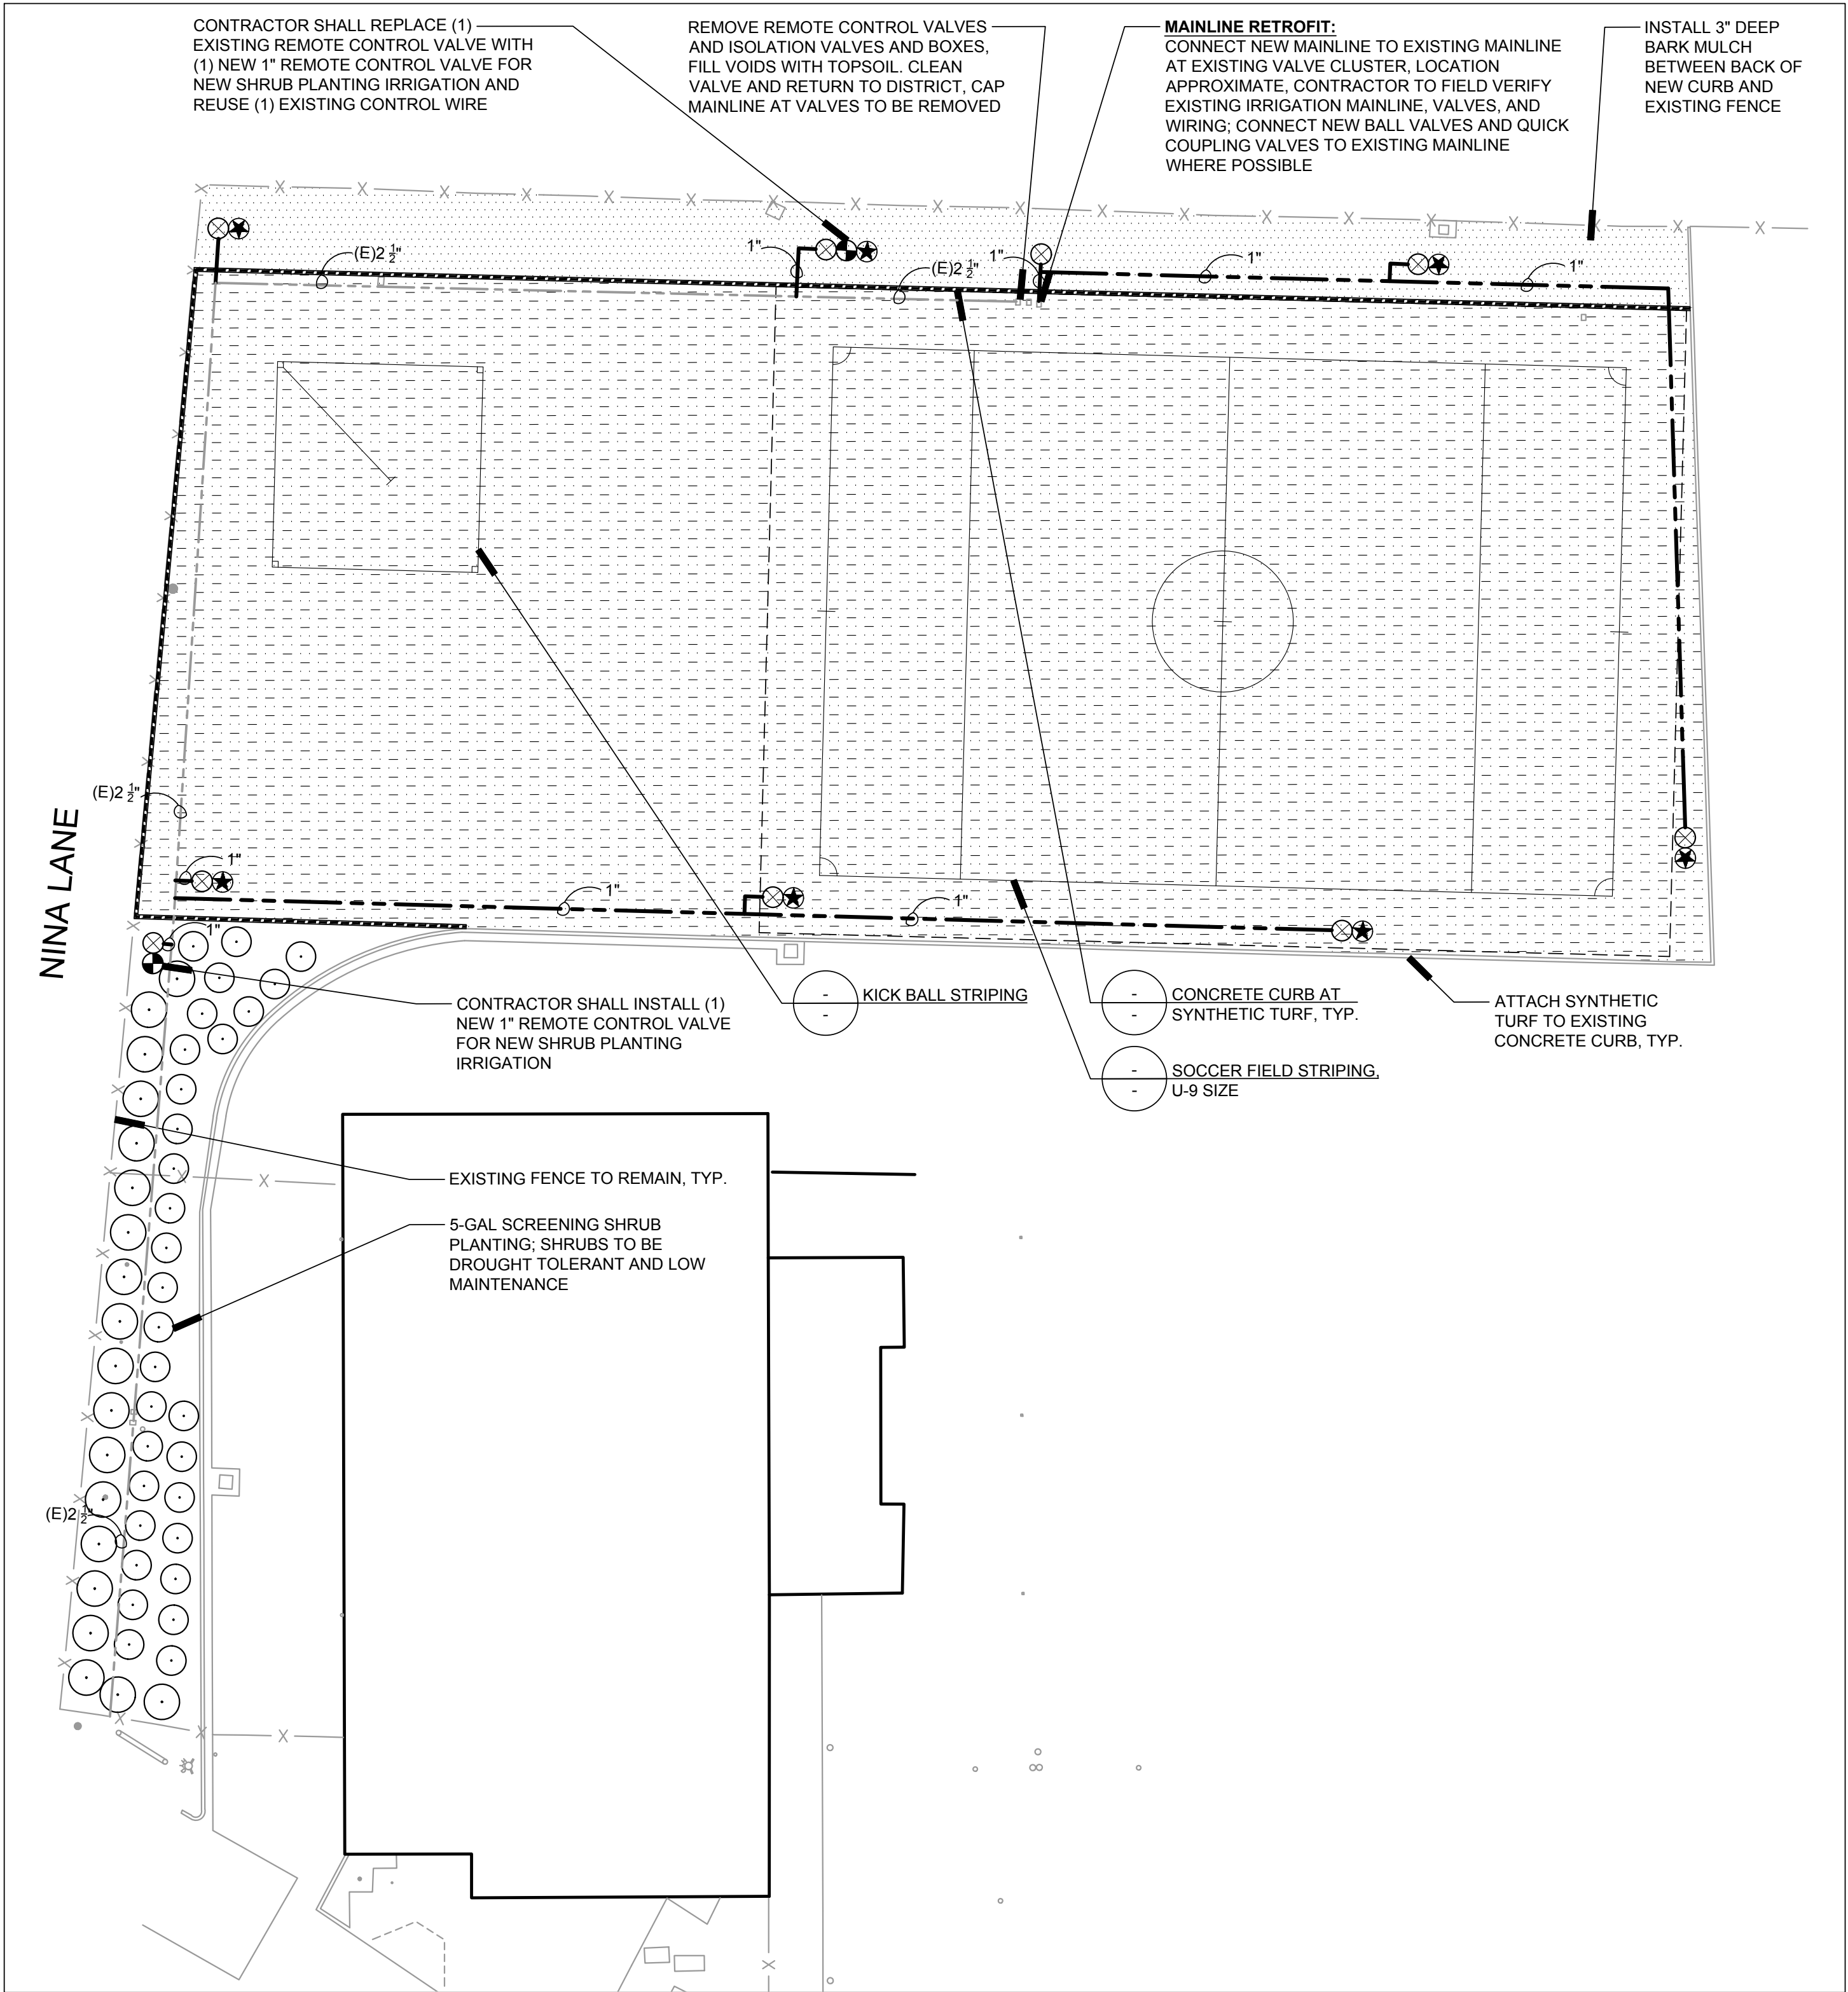 CONTRACTOR SHALL REPLACE (1)
EXISTING REMOTE CONTROL VALVE WITH
(1) NEW 1" REMOTE CONTROL VALVE FOR
NEW SHRUB PLANTING IRRIGATION AND
REUSE (1) EXISTING CONTROL WIRE
REMOVE REMOTE CONTROL VALVES
AND ISOLATION VALVES AND BOXES,
FILL VOIDS WITH TOPSOIL. CLEAN
VALVE AND RETURN TO DISTRICT, CAP
MAINLINE AT VALVES TO BE REMOVED
MAINLINE RETROFIT:
CONNECT NEW MAINLINE TO EXISTING MAINLINE
AT EXISTING VALVE CLUSTER, LOCATION
APPROXIMATE, CONTRACTOR TO FIELD VERIFY
EXISTING IRRIGATION MAINLINE, VALVES, AND
WIRING; CONNECT NEW BALL VALVES AND QUICK
COUPLING VALVES TO EXISTING MAINLINE
WHERE POSSIBLE
INSTALL 3" DEEP
BARK MULCH
BETWEEN BACK OF
NEW CURB AND
EXISTING FENCE
(E)2 ½"
1"
(E)2 ½"
1"
1"
1"
(E)2 ½"
NINA LANE
1"
1"
1"
1"
CONTRACTOR SHALL INSTALL (1)
NEW 1" REMOTE CONTROL VALVE
FOR NEW SHRUB PLANTING
IRRIGATION
-
-
KICK BALL STRIPING
-
-
CONCRETE CURB AT
SYNTHETIC TURF, TYP.
-
-
SOCCER FIELD STRIPING,
U-9 SIZE
ATTACH SYNTHETIC
TURF TO EXISTING
CONCRETE CURB, TYP.
EXISTING FENCE TO REMAIN, TYP.
5-GAL SCREENING SHRUB
PLANTING; SHRUBS TO BE
DROUGHT TOLERANT AND LOW
MAINTENANCE
(E)2 ½"